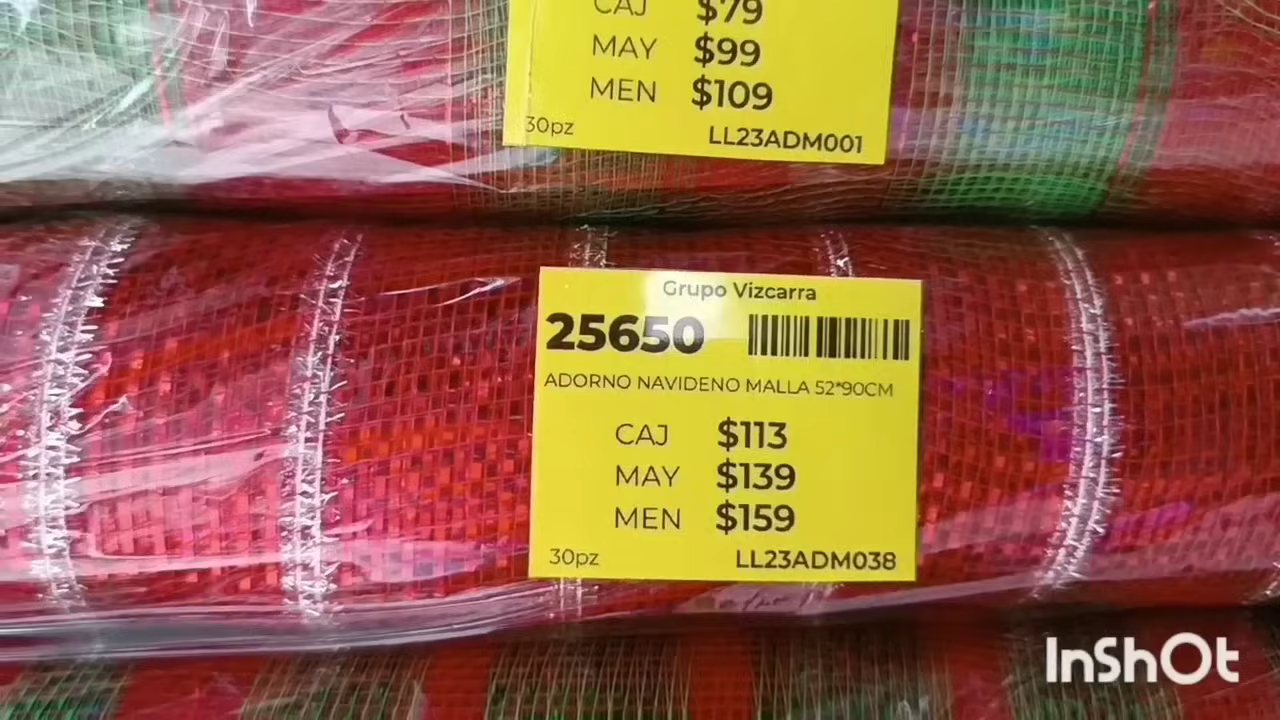 CAJ $79
MAY $99
MEN $109
30pz LL23ADM001
Grupo Vizcarra
25650
ADORNO NAVIDENO MALLA 52*90CM
CAJ $113
MAY $139
MEN $159
30pz LL23ADM038
InShOt